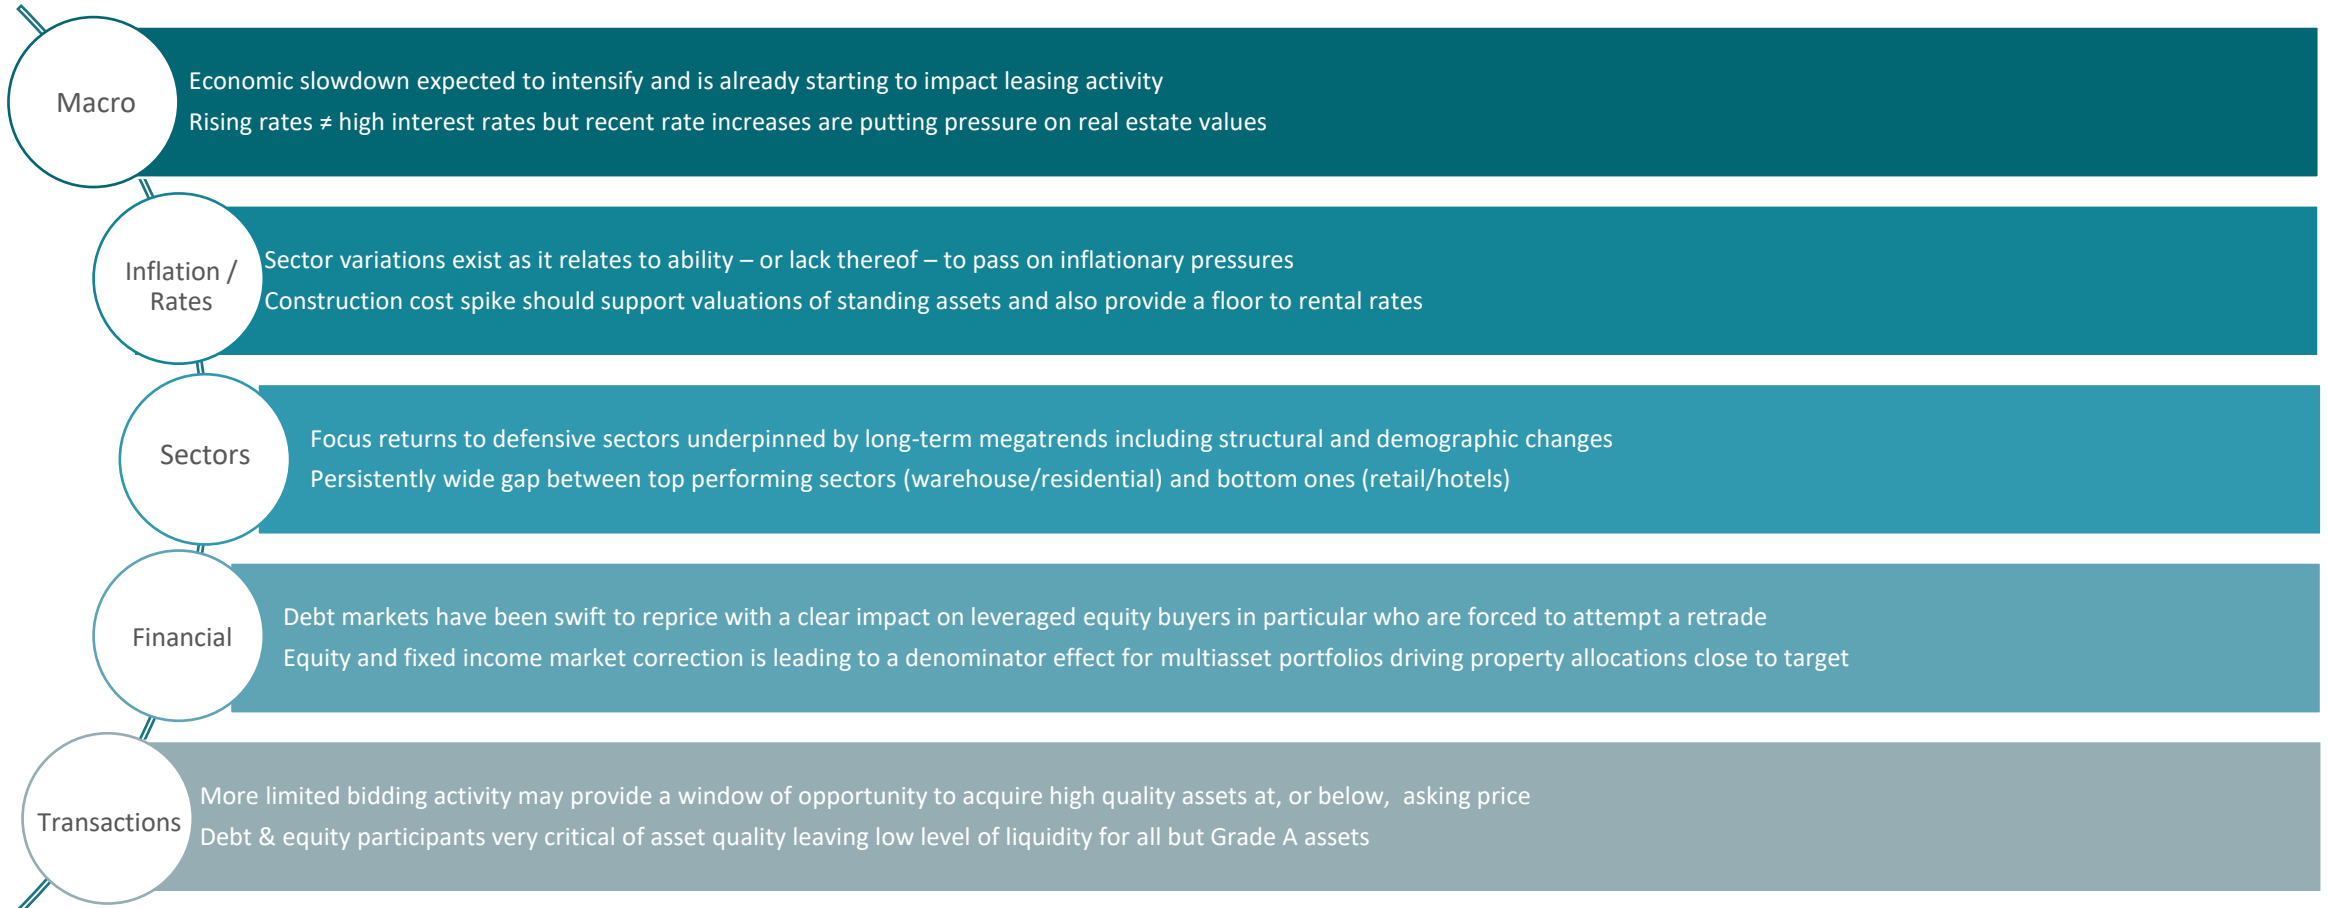 Macro
Economic slowdown expected to intensify and is already starting to impact leasing activity
Rising rates ≠ high interest rates but recent rate increases are putting pressure on real estate values
Inflation /
Rates
Sector variations exist as it relates to ability – or lack thereof – to pass on inflationary pressures
Construction cost spike should support valuations of standing assets and also provide a floor to rental rates
Sectors
Focus returns to defensive sectors underpinned by long-term megatrends including structural and demographic changes
Persistently wide gap between top performing sectors (warehouse/residential) and bottom ones (retail/hotels)
Financial
Debt markets have been swift to reprice with a clear impact on leveraged equity buyers in particular who are forced to attempt a retrade
Equity and fixed income market correction is leading to a denominator effect for multiasset portfolios driving property allocations close to target
Transactions
More limited bidding activity may provide a window of opportunity to acquire high quality assets at, or below,  asking price
Debt & equity participants very critical of asset quality leaving low level of liquidity for all but Grade A assets